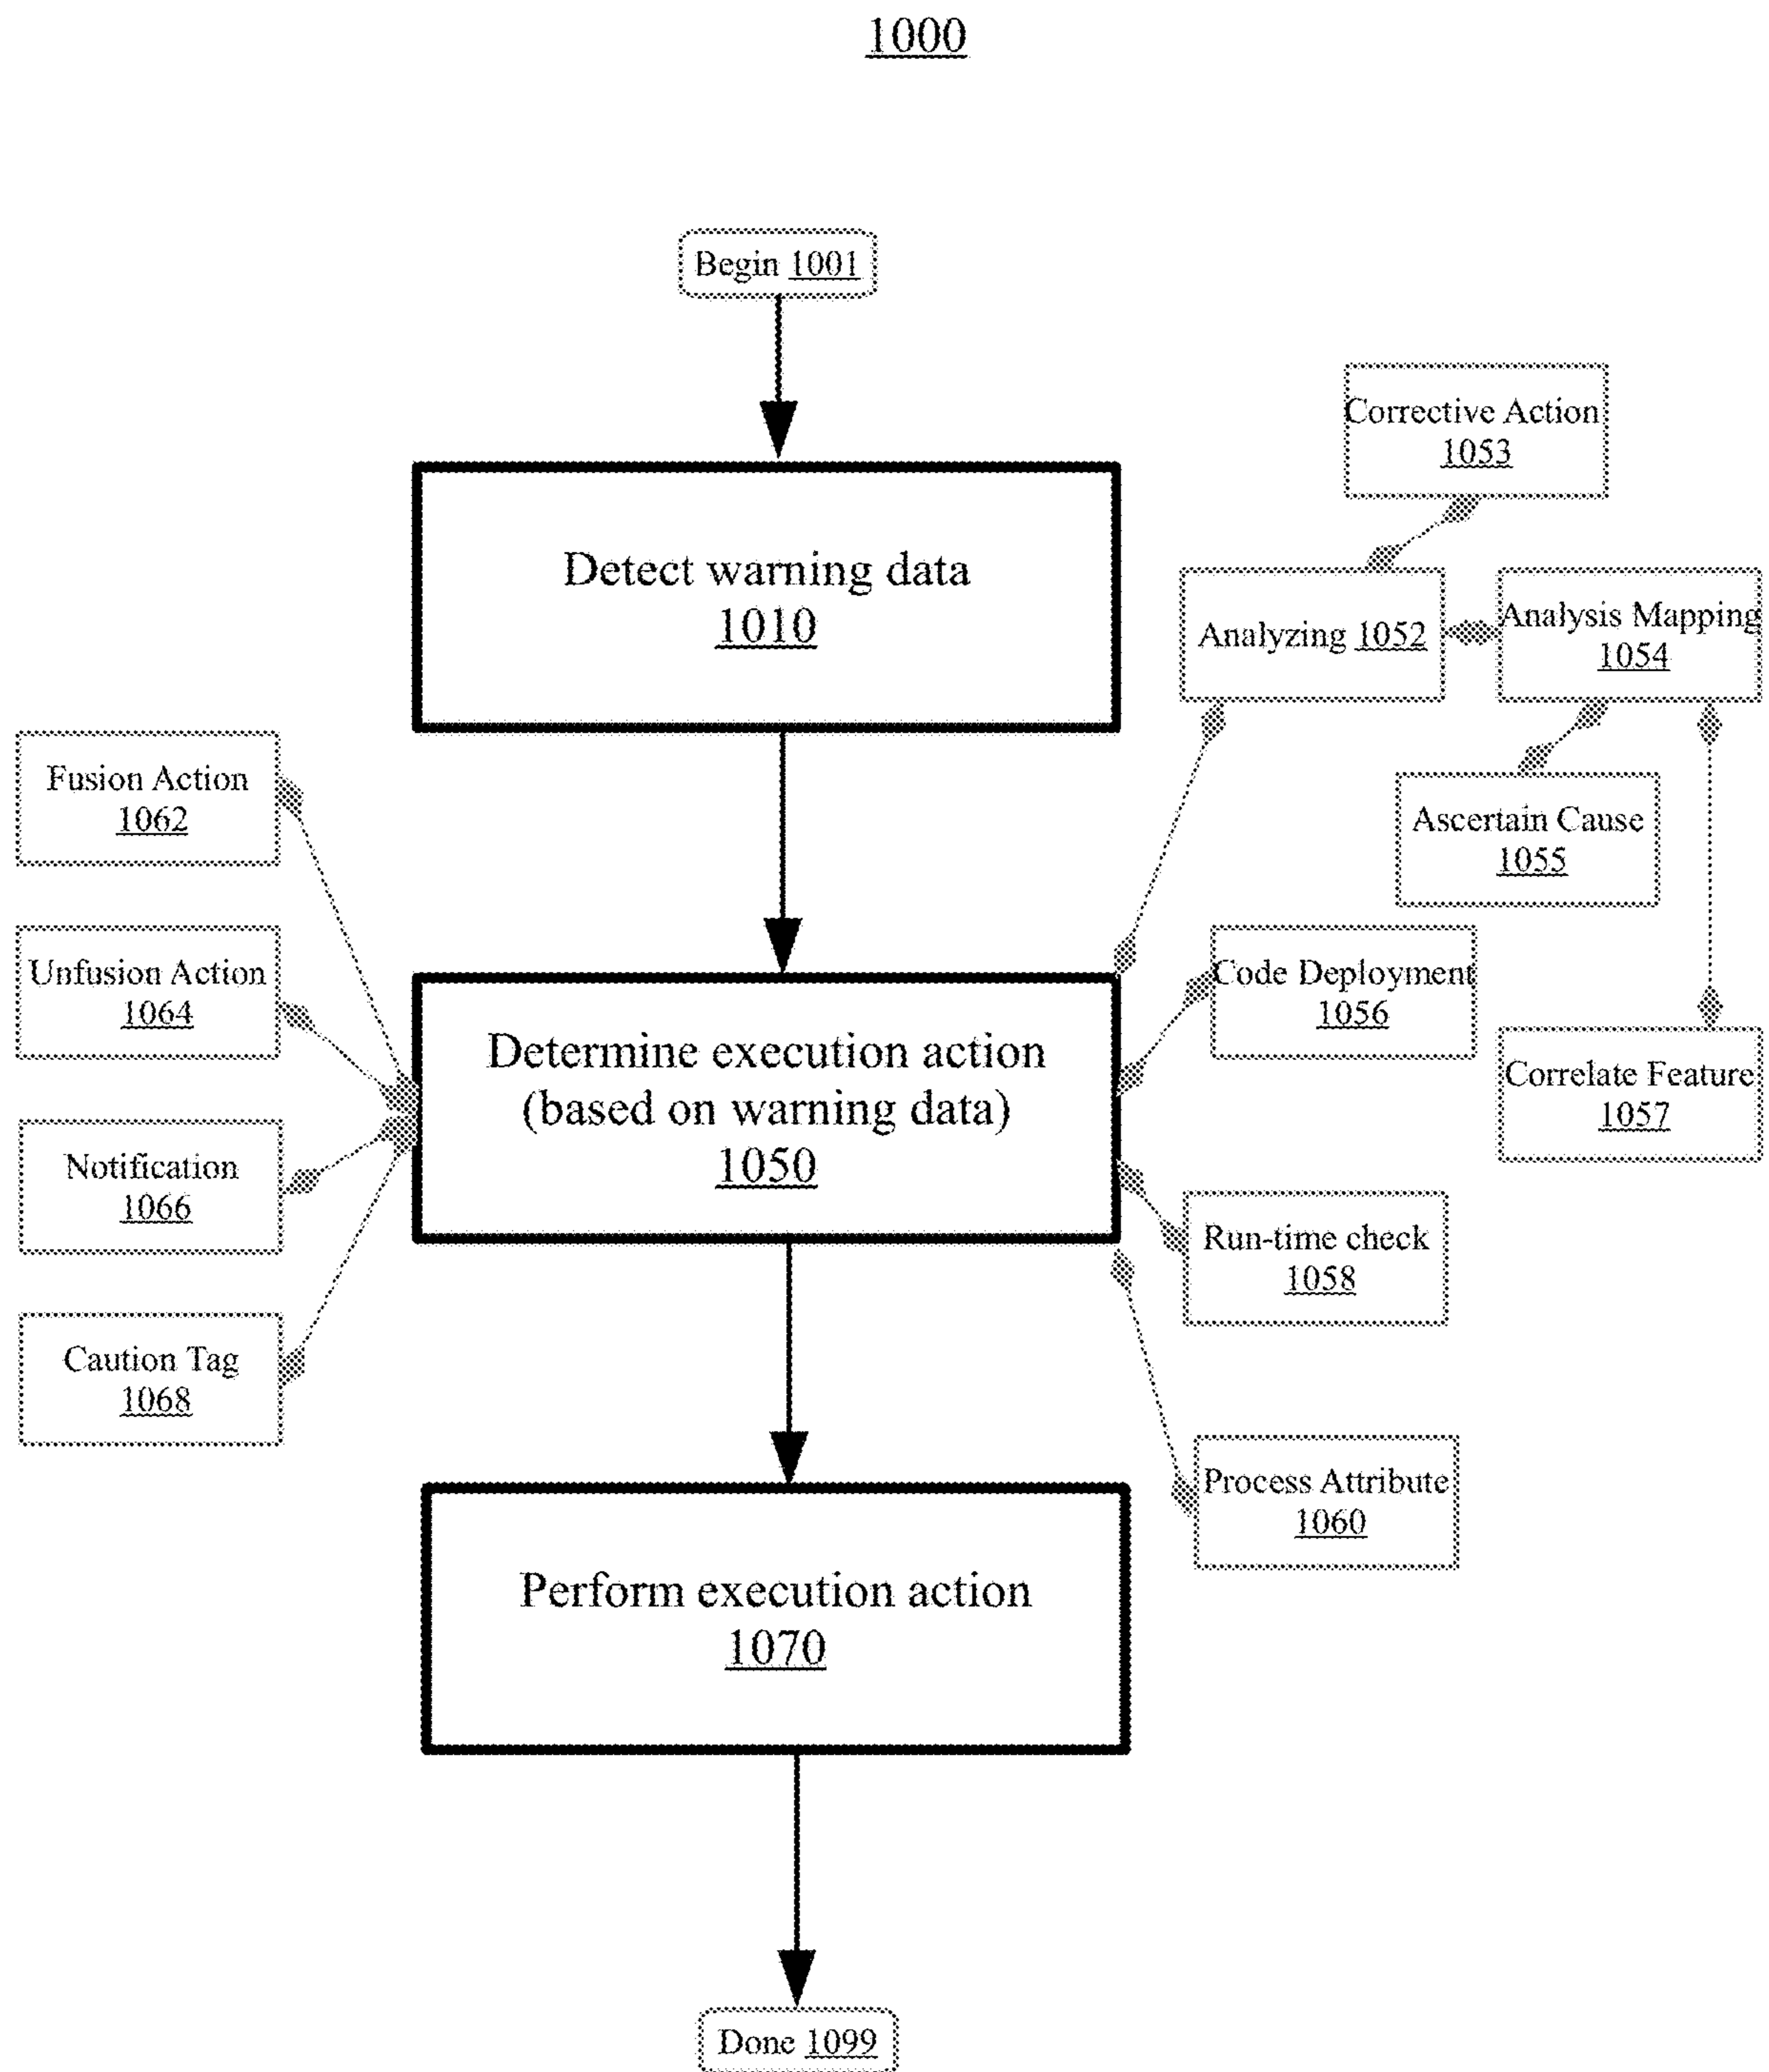 1000
Begin 1001
Corrective Action
1053
Detect warning data
1010
Analyzing 1052
Analysis Mapping
1054
Fusion Action
1062
Ascertain Cause
1055
Unfusion Action
1064
Code Deployment
1056
Determine execution action
(based on warning data)
1050
Correlate Feature
1057
Notification
1066
Run-time check
1058
Caution Tag
1068
Process Attribute
1060
Perform execution action
1070
Done 1099